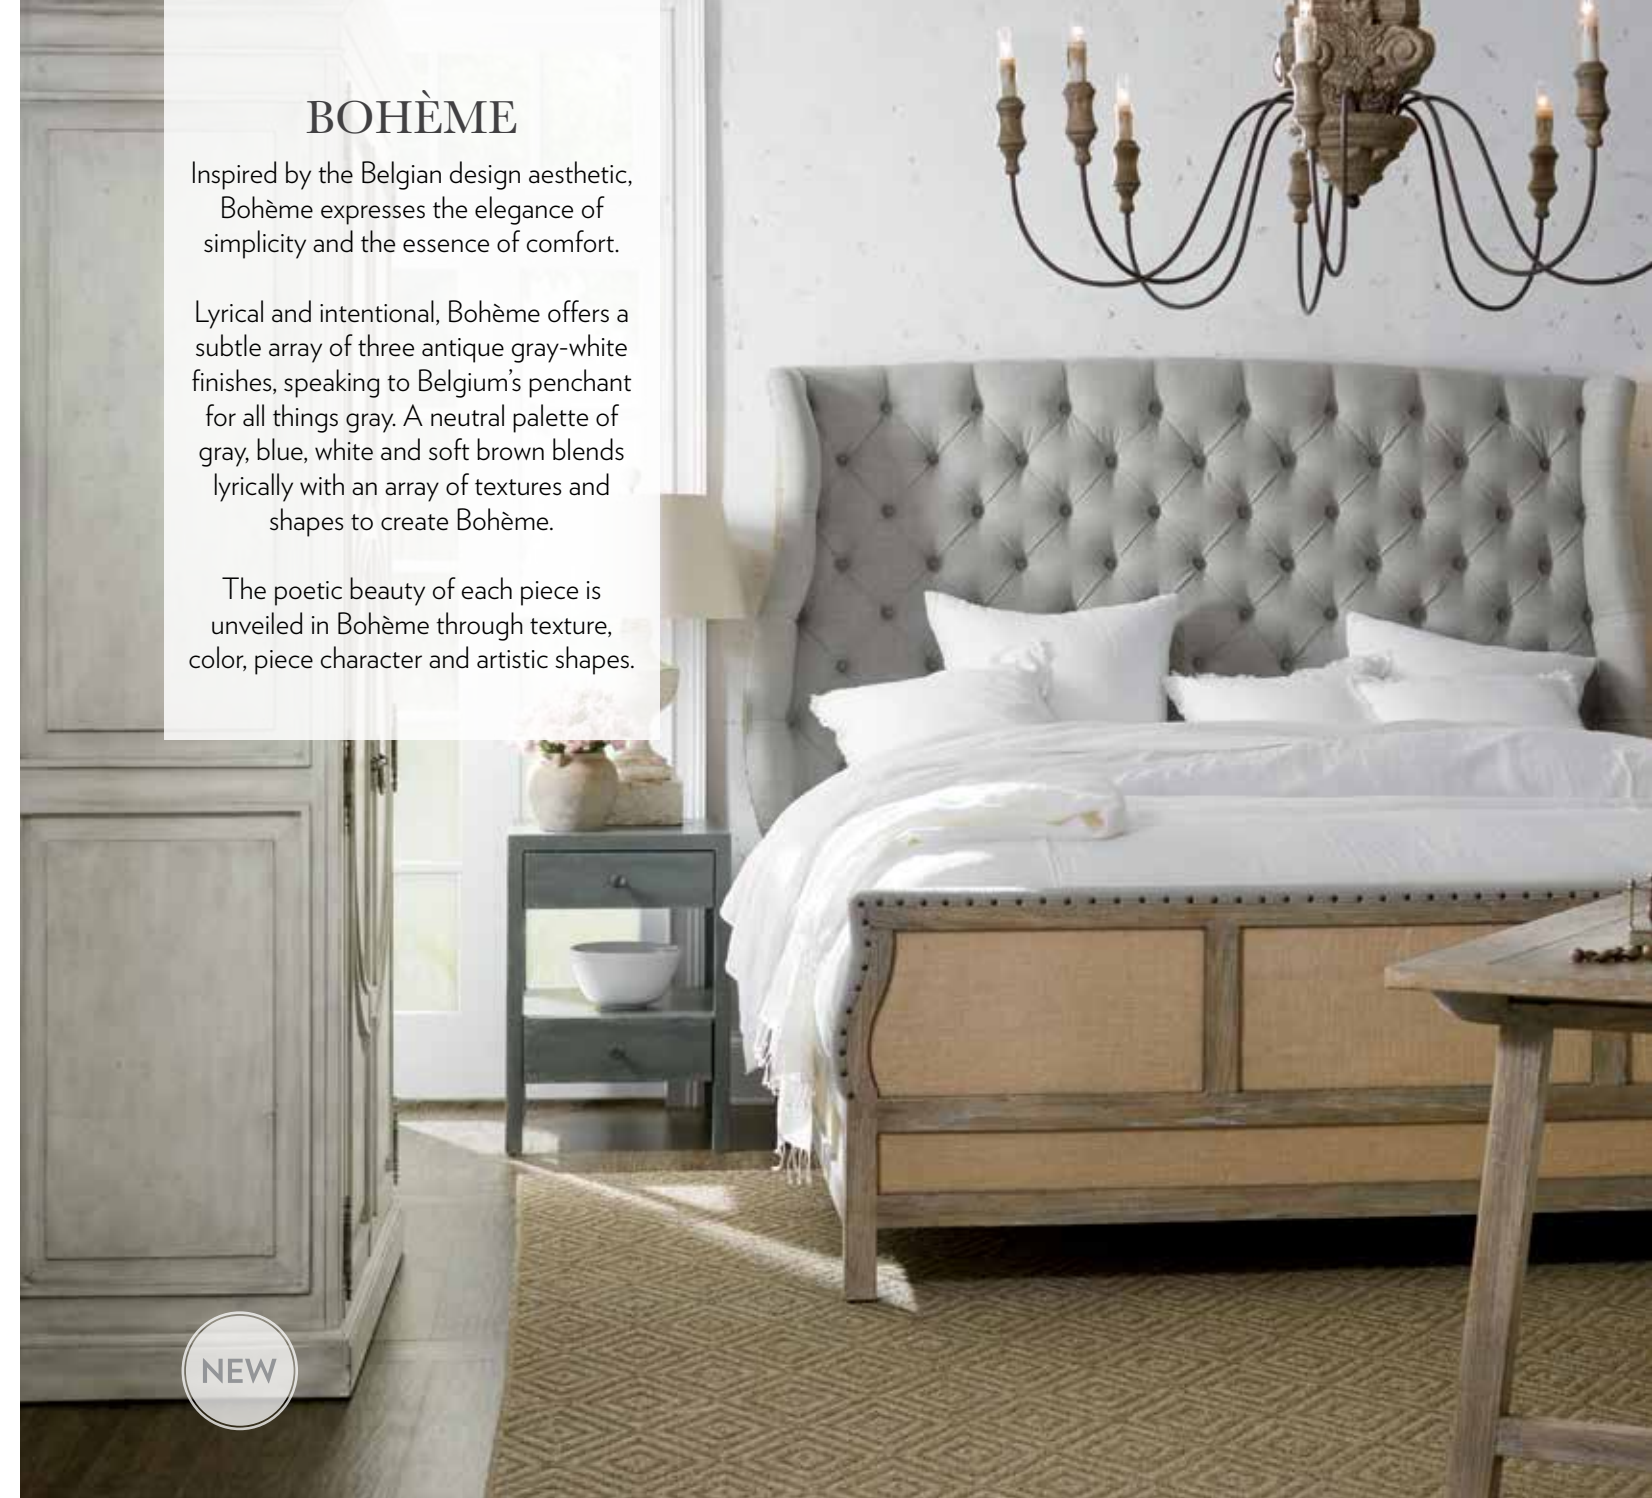 BOHÈME
Inspired by the Belgian design aesthetic,
Bohème expresses the elegance of
simplicity and the essence of comfort.
Lyrical and intentional, Bohème offers a
subtle array of three antique gray-white
finishes, speaking to Belgium’s penchant
for all things gray. A neutral palette of
gray, blue, white and soft brown blends
lyrically with an array of textures and
shapes to create Bohème.
The poetic beauty of each piece is
unveiled in Bohème through texture,
color, piece character and artistic shapes.
NEW